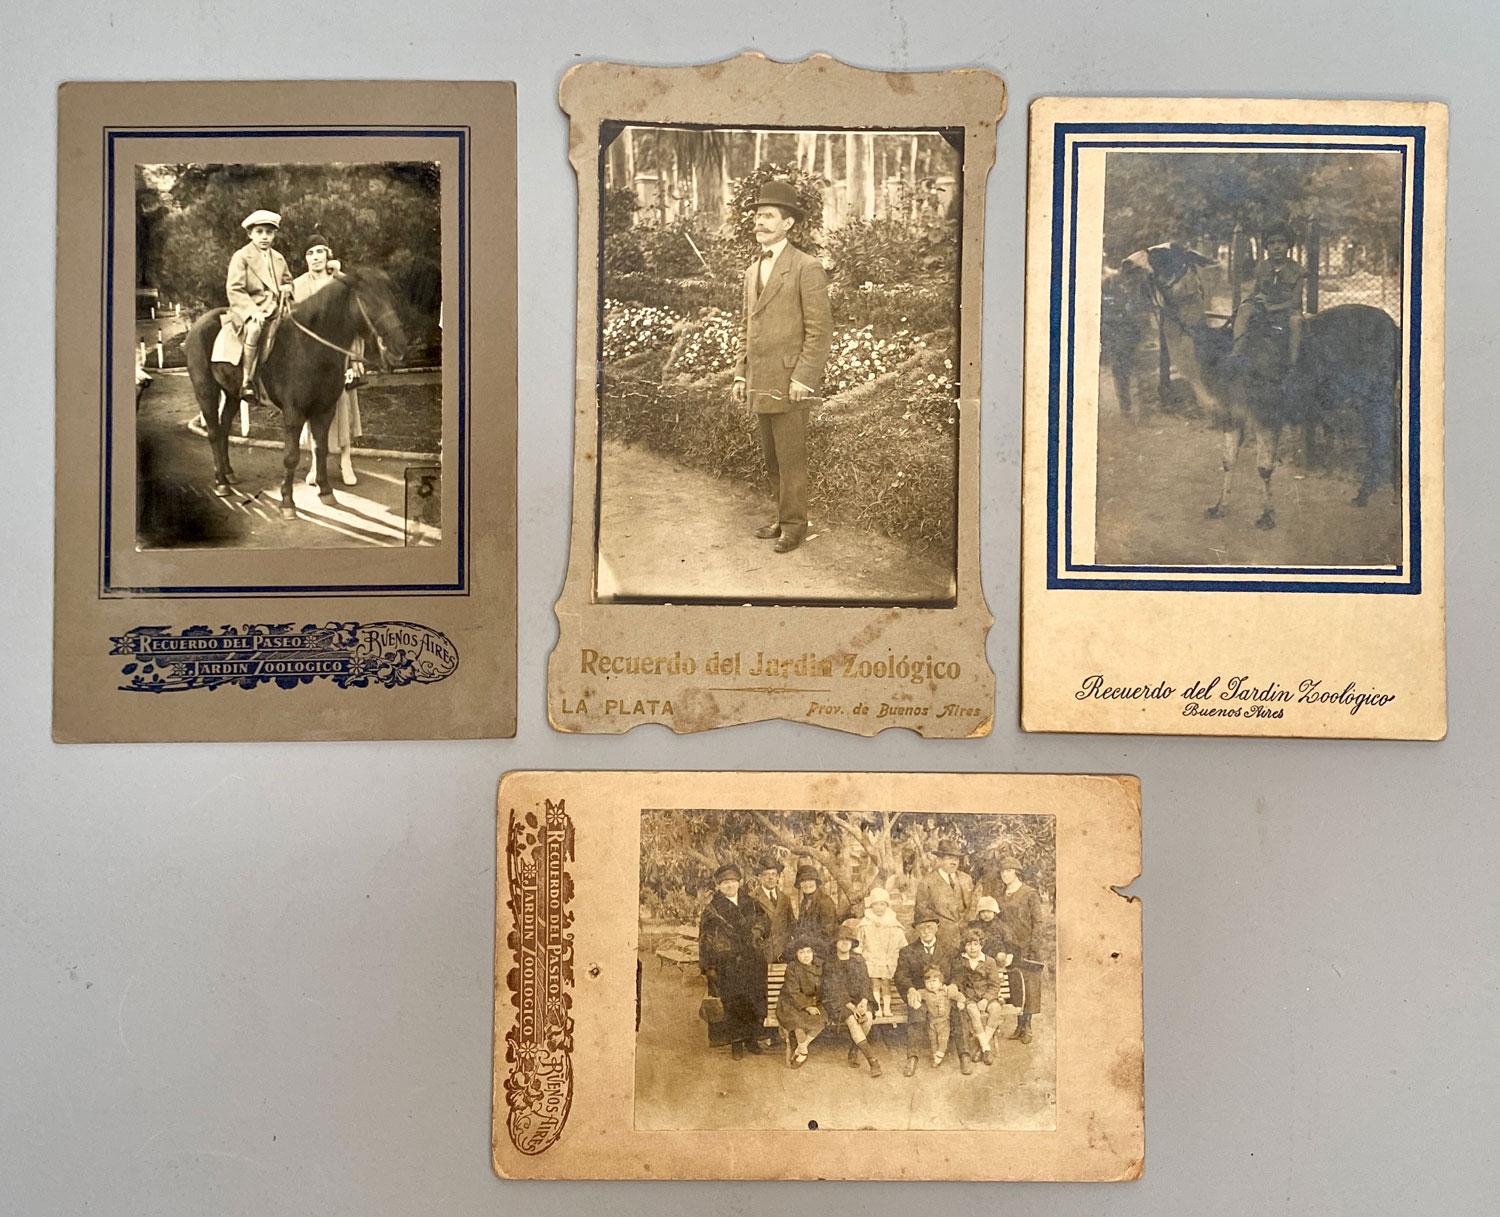 5
RECUERDO DEL PASEO
JARDIN ZOOLOGICO
BUENOS AIRES
Recuerdo del Jardin Zoológico
LA PLATA
Prov. de Buenos Aires
Recuerdo del Jardin Zoológico
Buenos Aires
RECUERDO DEL PASEO
JARDIN ZOOLOGICO
BUENOS AIRES